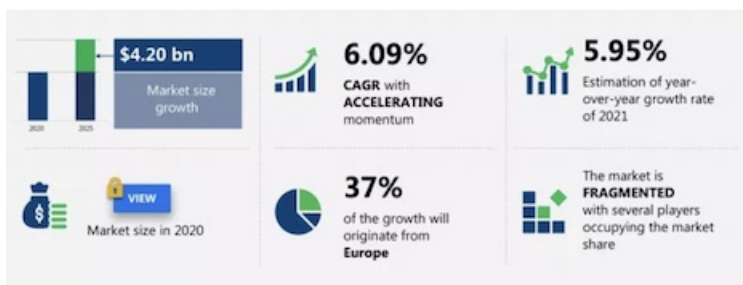 $4.20 bn
Market size
growth
2020
2025
6.09%
CAGR with
ACCELERATING
momentum
5.95%
Estimation of year-
over-year growth rate
of 2021
VIEW
Market size in 2020
37%
of the growth will
originate from
Europe
The market is
FRAGMENTED
with several players
occupying the market
share